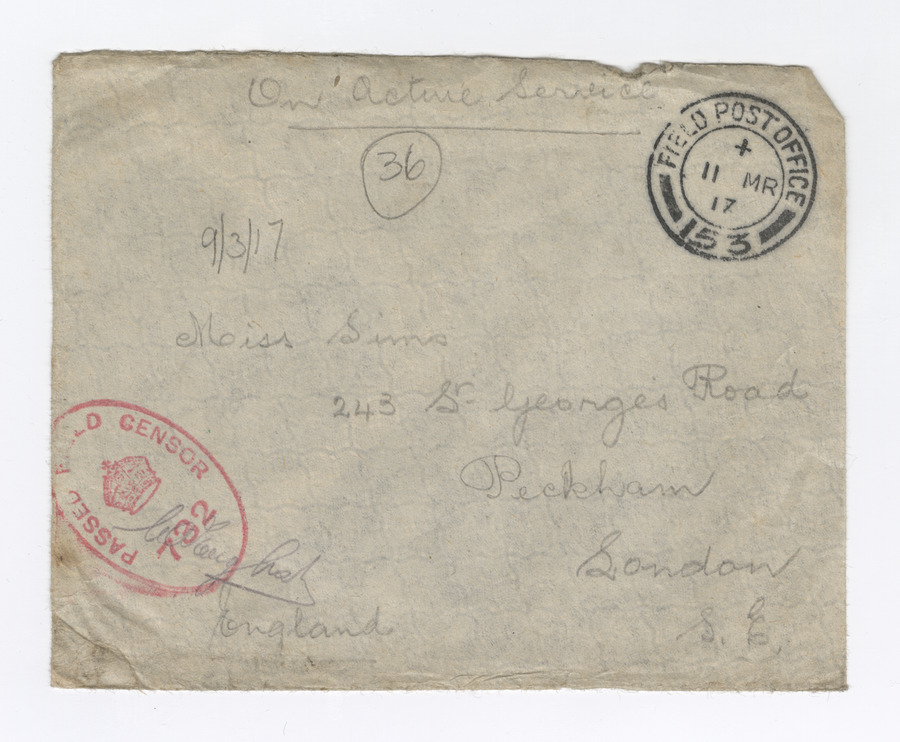 On Active Service
36
FIELD POST OFFICE
+
11 MR
17
153
9/3/17
Miss Sims
243 St Georges Road
Peckham
London
S. E.
England
PASSED FIELD CENSOR
732